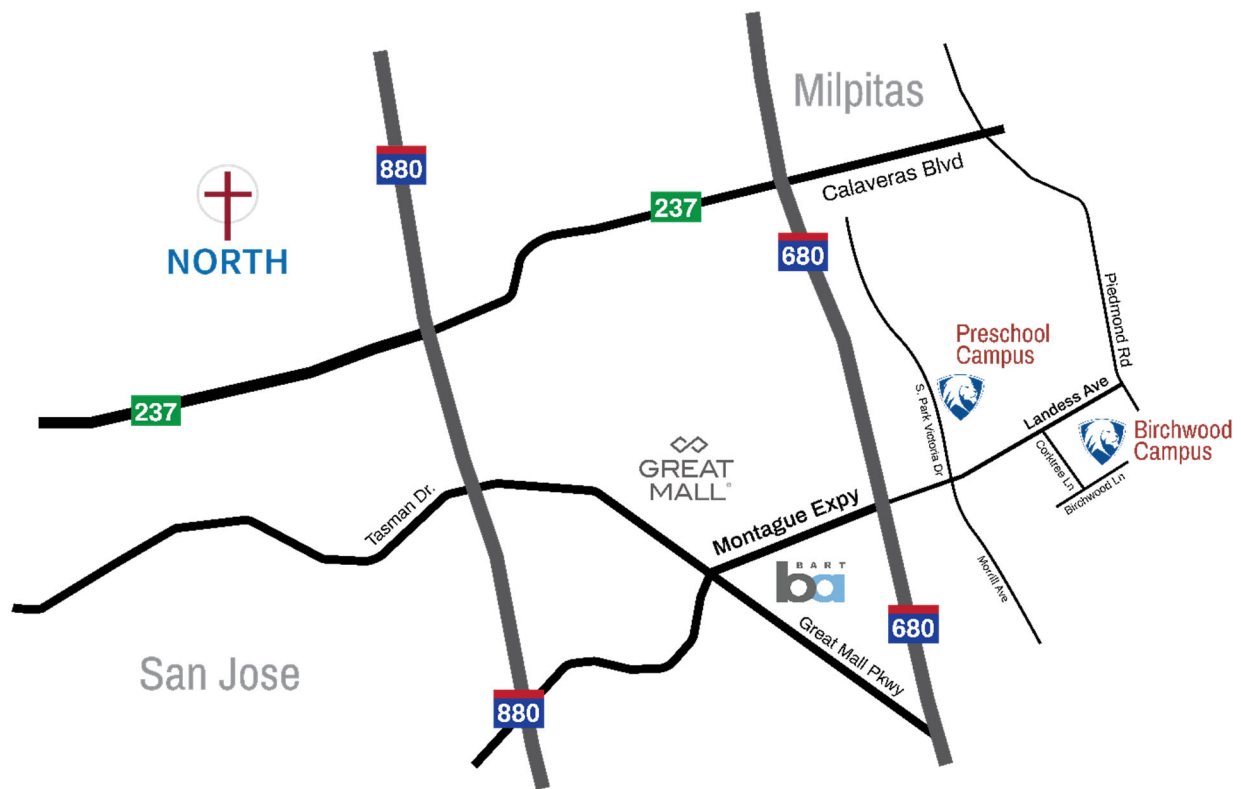 Milpitas
880
Calaveras Blvd
237
NORTH
680
Piedmond Rd
Preschool
Campus
237
S. Park Victoria Dr
Landess Ave
Birchwood
Campus
Corktree Ln
Birchwood Ln
GREAT
MALL®
Tasman Dr.
Montague Expy
BART
ba
Morrill Ave
680
Great Mall Pkwy
San Jose
880